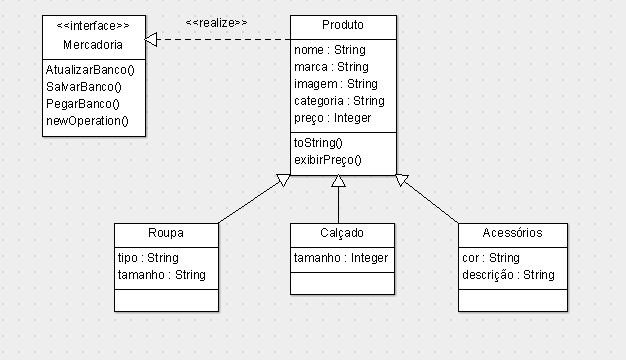 <<interface>>
Mercadoria
AtualizarBanco()
SalvarBanco()
PegarBanco()
newOperation()
<<realize>>
Produto
nome : String
marca : String
imagem : String
categoria : String
preço : Integer
toString()
exibirPreço()
Roupa
tipo : String
tamanho : String
Calçado
tamanho : Integer
Acessórios
cor : String
descrição : String